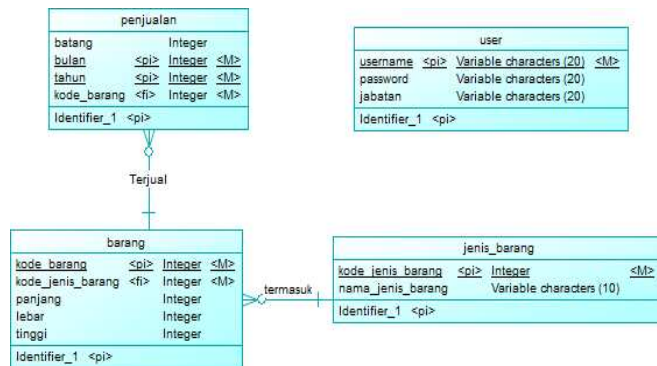 penjualan
batang Integer
bulan <pi> Integer <M>
tahun <pi> Integer <M>
kode_barang <fi> Integer <M>
Identifier_1 <pi>
user
username <pi> Variable characters (20) <M>
password Variable characters (20)
jabatan Variable characters (20)
Identifier_1 <pi>
Terjual
barang
kode_barang <pi> Integer <M>
kode_jenis_barang <fi> Integer <M>
panjang Integer
lebar Integer
tinggi Integer
Identifier_1 <pi>
termasuk
jenis_barang
kode_jenis_barang <pi> Integer <M>
nama_jenis_barang Variable characters (10)
Identifier_1 <pi>